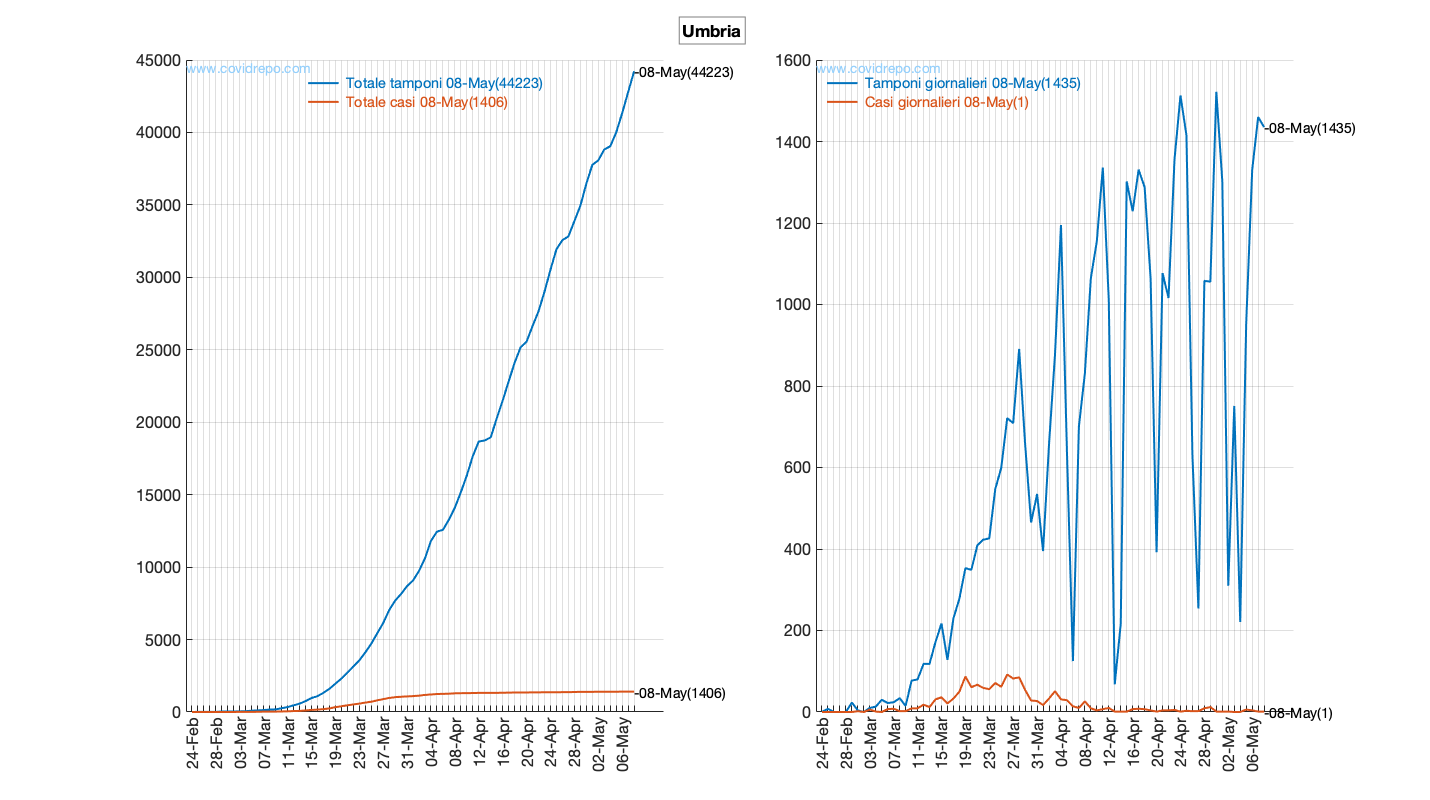 Umbria
www.covidrepo.com
Totale tamponi 08-May(44223)
Totale casi 08-May(1406)
-08-May(44223)
-08-May(1406)
45000
40000
35000
30000
25000
20000
15000
10000
5000
0
24-Feb
28-Feb
03-Mar
07-Mar
11-Mar
15-Mar
19-Mar
23-Mar
27-Mar
31-Mar
04-Apr
08-Apr
12-Apr
16-Apr
20-Apr
24-Apr
28-Apr
02-May
06-May
www.covidrepo.com
Tamponi giornalieri 08-May(1435)
Casi giornalieri 08-May(1)
-08-May(1435)
-08-May(1)
1600
1400
1200
1000
800
600
400
200
0
24-Feb
28-Feb
03-Mar
07-Mar
11-Mar
15-Mar
19-Mar
23-Mar
27-Mar
31-Mar
04-Apr
08-Apr
12-Apr
16-Apr
20-Apr
24-Apr
28-Apr
02-May
06-May